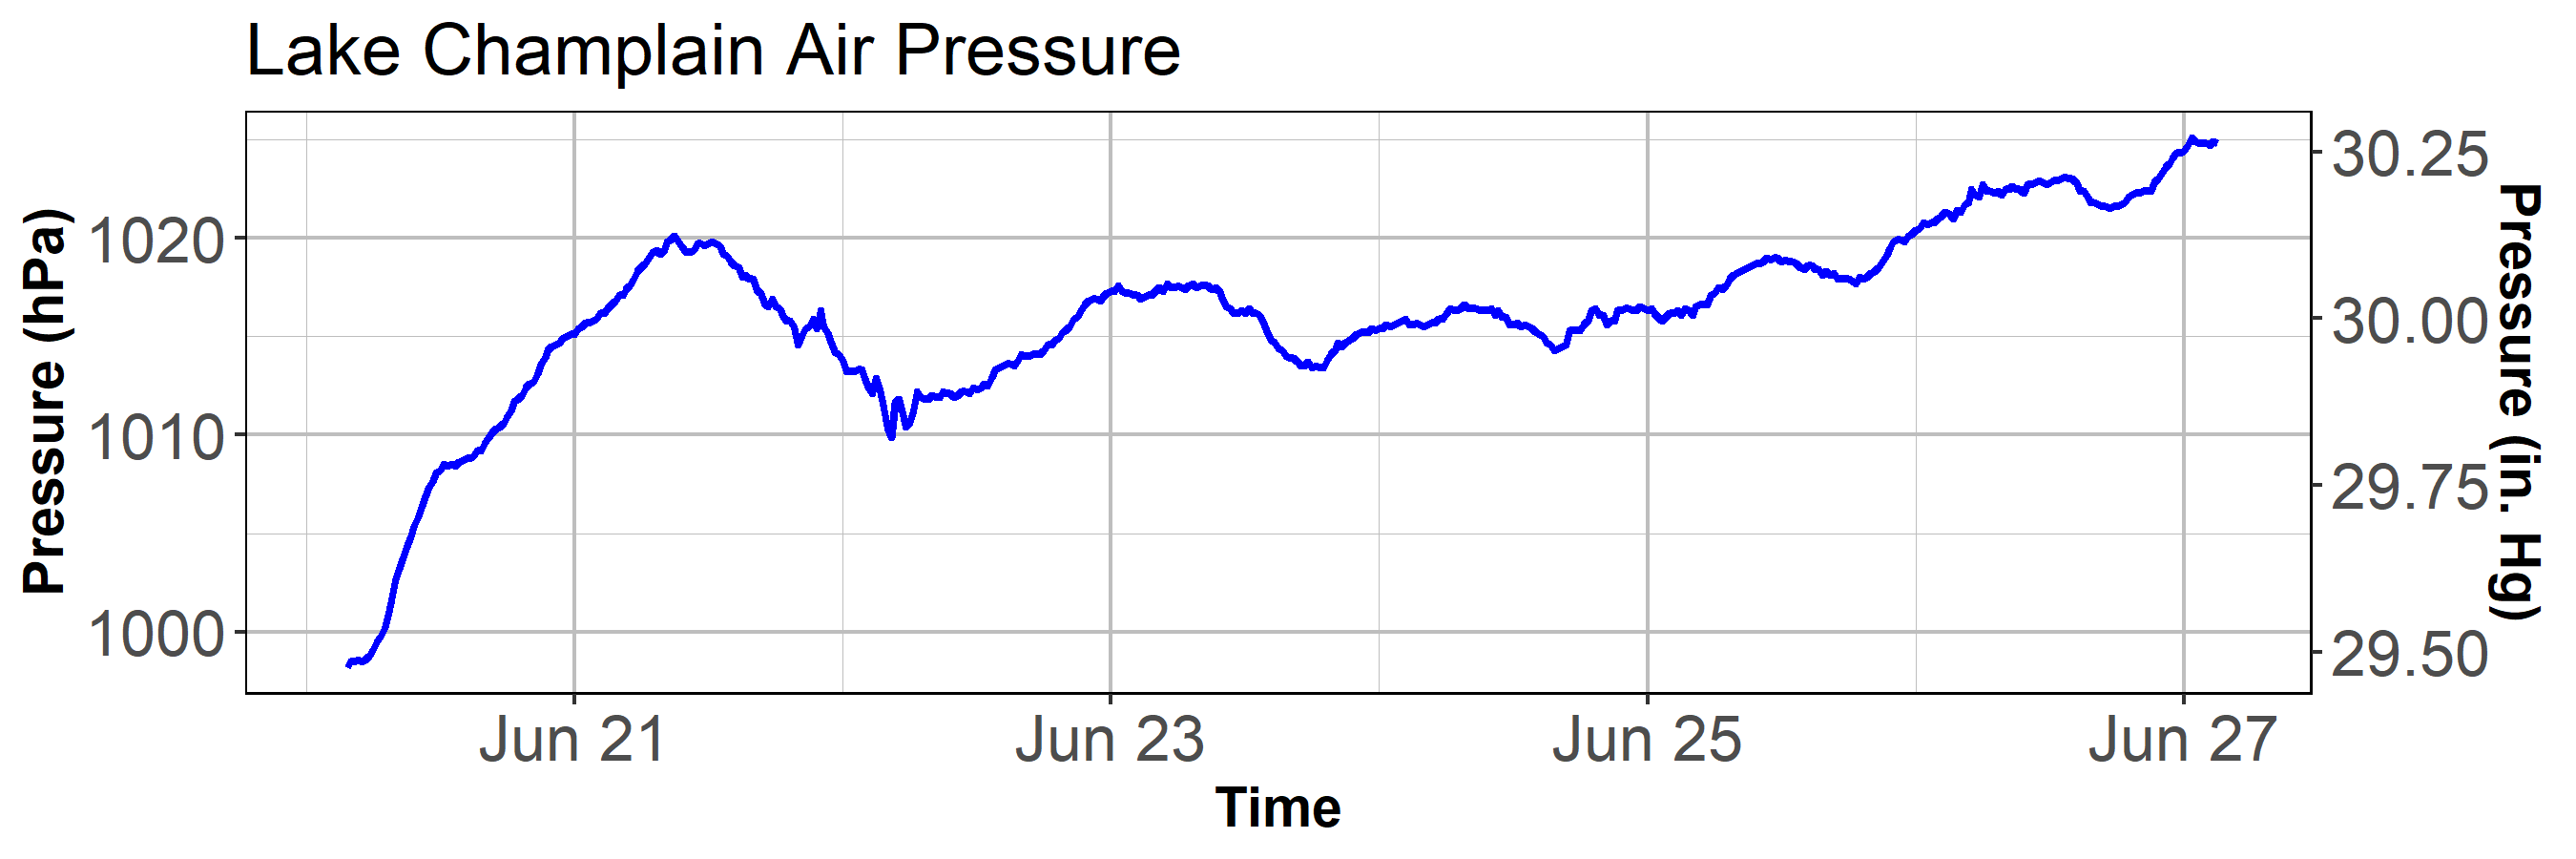 Lake Champlain Air Pressure
Pressure (hPa)
1020
1010
1000
30.25
30.00
29.75
29.50
Pressure (in. Hg)
Jun 21
Jun 23
Jun 25
Jun 27
Time